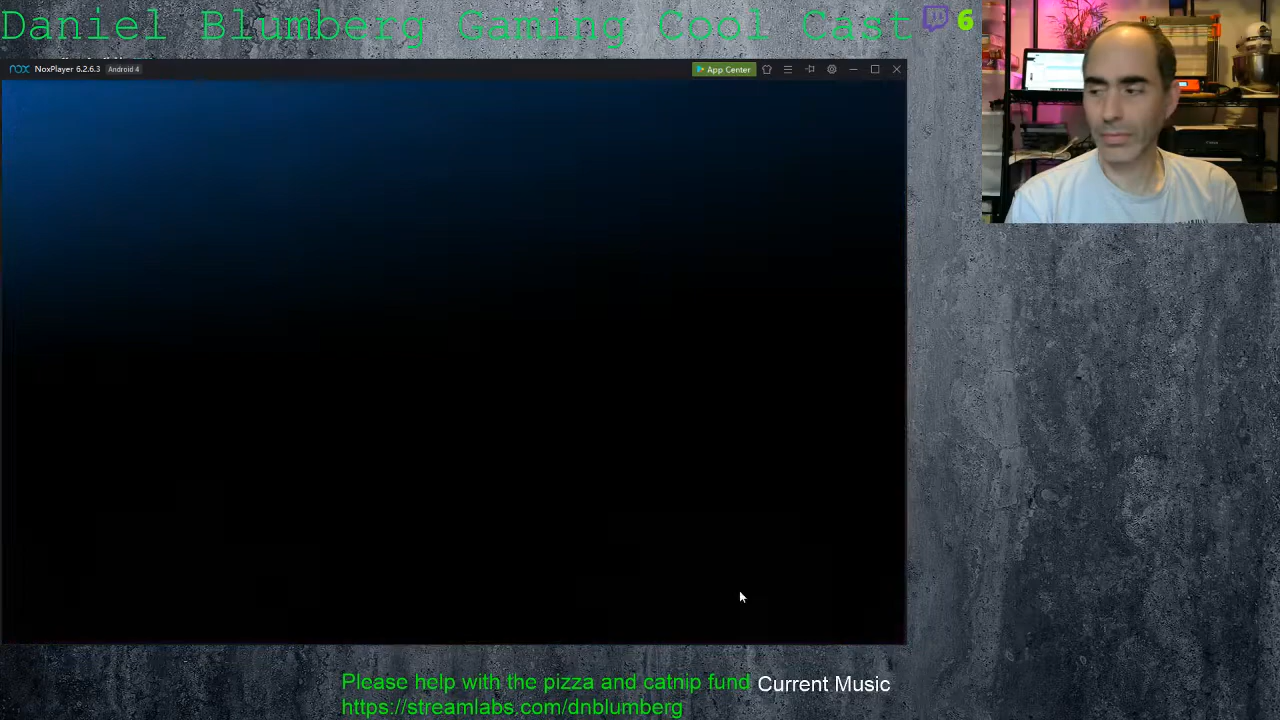 Daniel Blumberg Gaming Cool Cast 6
nox NoxPlayer 6.2.6.3 Android 4 App Center
Please help with the pizza and catnip fund Current Music
https://streamlabs.com/dnblumberg